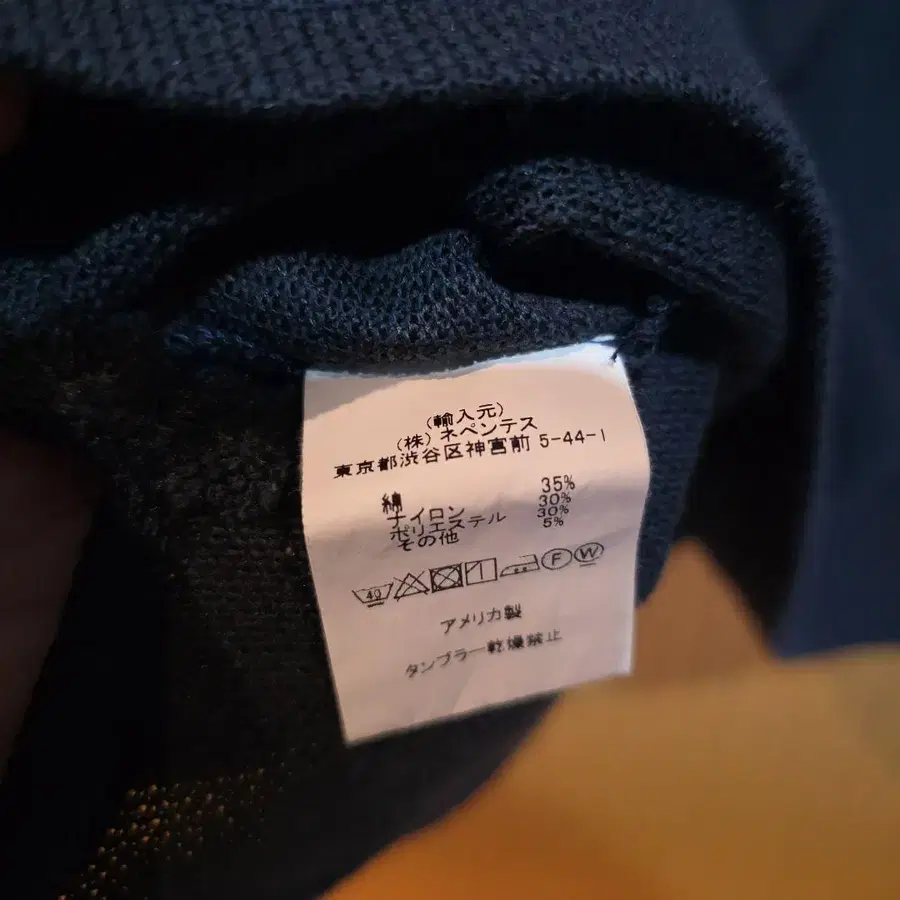 (輸入元)
(株) ネペンテス
東京都渋谷区神宮前 5-44-1
綿 35%
ナイロン 30%
ポリエステル 30%
その他 5%
40 F W
アメリカ製
タンブラー乾燥禁止